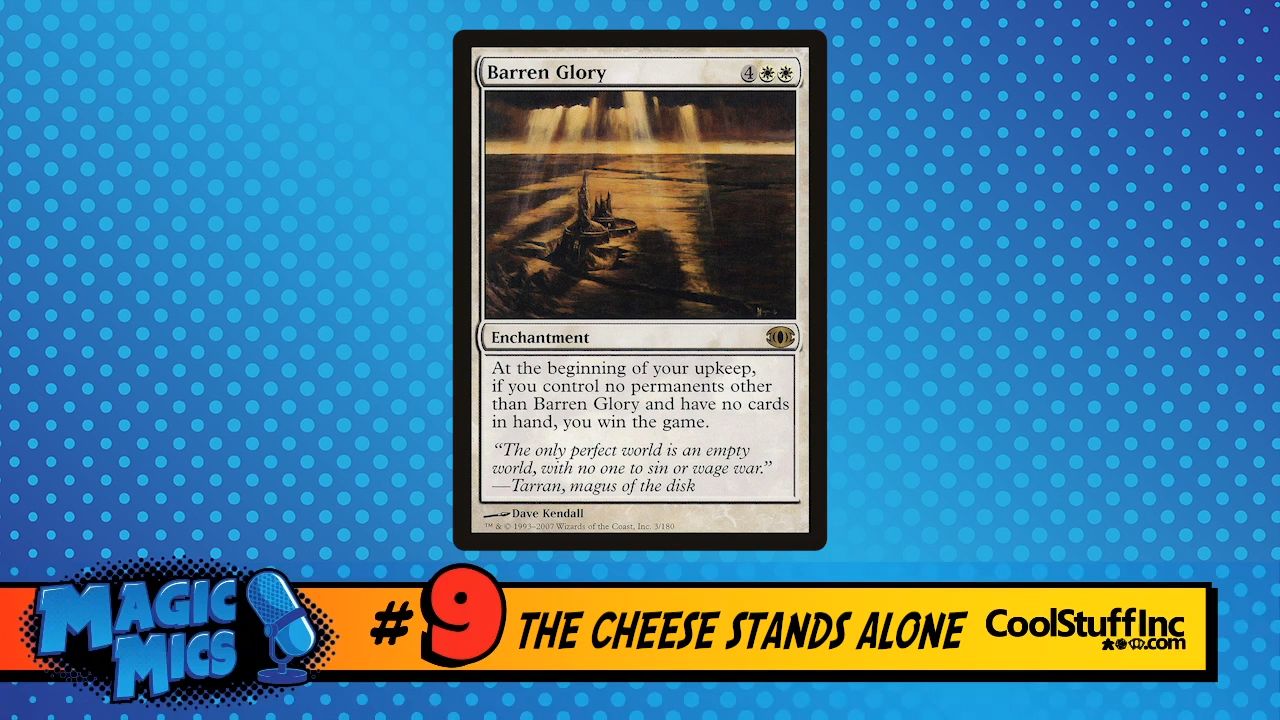 Barren Glory
4
Enchantment
At the beginning of your upkeep,
if you control no permanents other
than Barren Glory and have no cards
in hand, you win the game.
“The only perfect world is an empty
world, with no one to sin or wage war.”
—Tarran, magus of the disk
Dave Kendall
™ & © 1993–2007 Wizards of the Coast, Inc. 3/180
MAGIC
MICS
#9 THE CHEESE STANDS ALONE
CoolStuffInc
.com